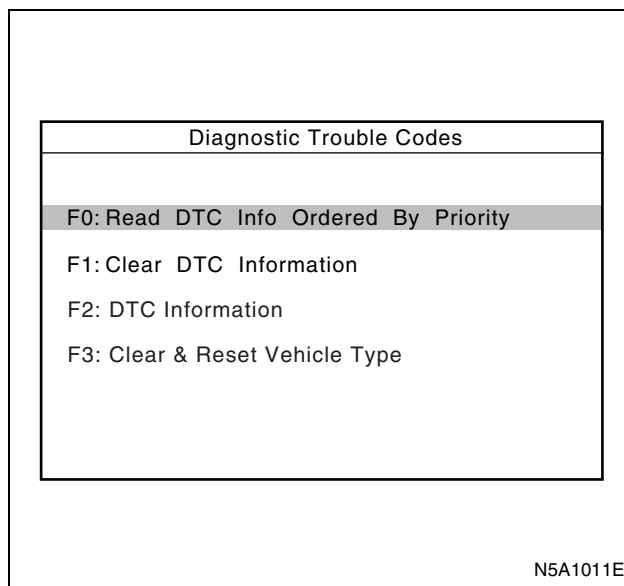 Diagnostic Trouble Codes
F0: Read DTC Info Ordered By Priority
F1: Clear DTC Information
F2: DTC Information
F3: Clear & Reset Vehicle Type
N5A1011E